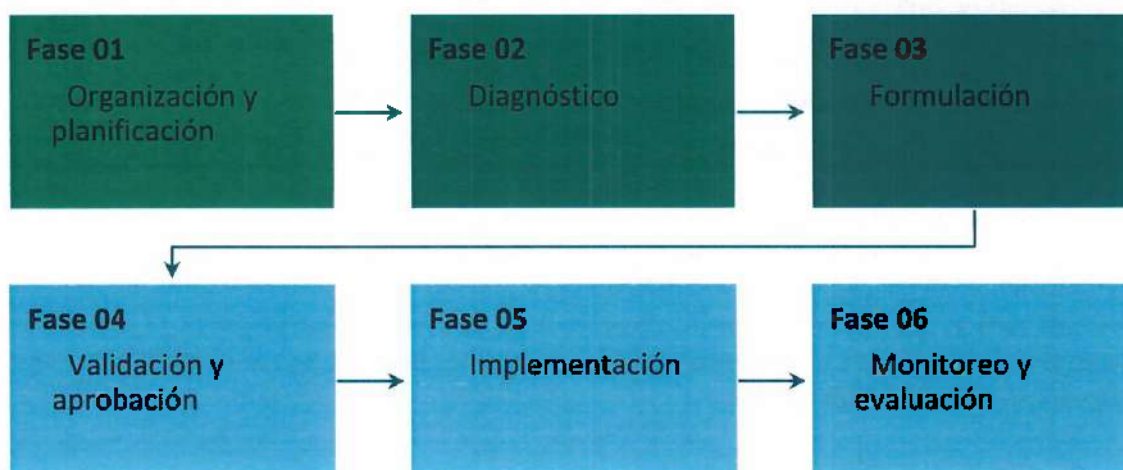 Fase 01
Organización y
planificación
Fase 02
Diagnóstico
Fase 03
Formulación
Fase 04
Validación y
aprobación
Fase 05
Implementación
Fase 06
Monitoreo y
evaluación